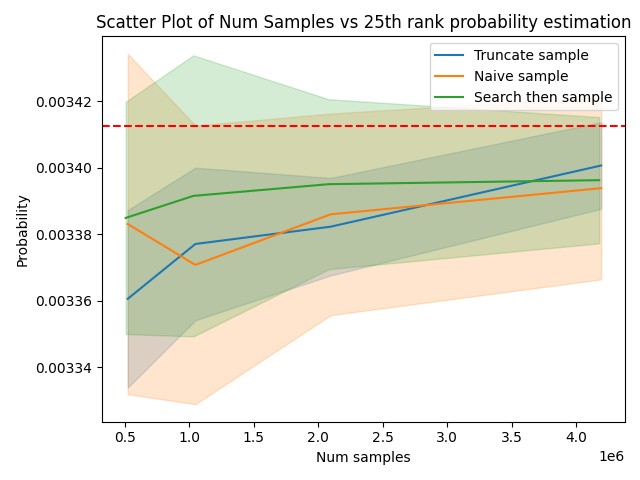 Scatter Plot of Num Samples vs 25th rank probability estimation
Truncate sample
Naive sample
Search then sample
0.00342
0.00340
0.00338
0.00336
0.00334
Probability
0.5 1.0 1.5 2.0 2.5 3.0 3.5 4.0
1e6
Num samples